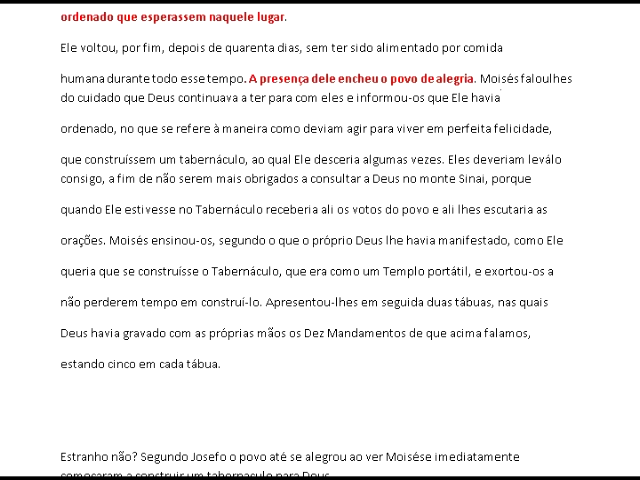 ordenado que esperassem naquele lugar.
Ele voltou, por fim, depois de quarenta dias, sem ter sido alimentado por comida
humana durante todo esse tempo. A presença dele encheu o povo de alegria. Moisés faloulhes
do cuidado que Deus continuava a ter para com eles e informou-os que Ele havia
ordenado, no que se refere à maneira como deviam agir para viver em perfeita felicidade,
que construíssem um tabernáculo, ao qual Ele desceria algumas vezes. Eles deveriam leválo
consigo, a fim de não serem mais obrigados a consultar a Deus no monte Sinai, porque
quando Ele estivesse no Tabernáculo receberia ali os votos do povo e ali lhes escutaria as
orações. Moisés ensinou-os, segundo o que o próprio Deus lhe havia manifestado, como Ele
queria que se construísse o Tabernáculo, que era como um Templo portátil, e exortou-os a
não perderem tempo em construí-lo. Apresentou-lhes em seguida duas tábuas, nas quais
Deus havia gravado com as próprias mãos os Dez Mandamentos de que acima falamos,
estando cinco em cada tábua.
Estranho não? Segundo Josefo o povo até se alegrou ao ver Moisése imediatamente
começaram a construir um tabernaculo para Deus